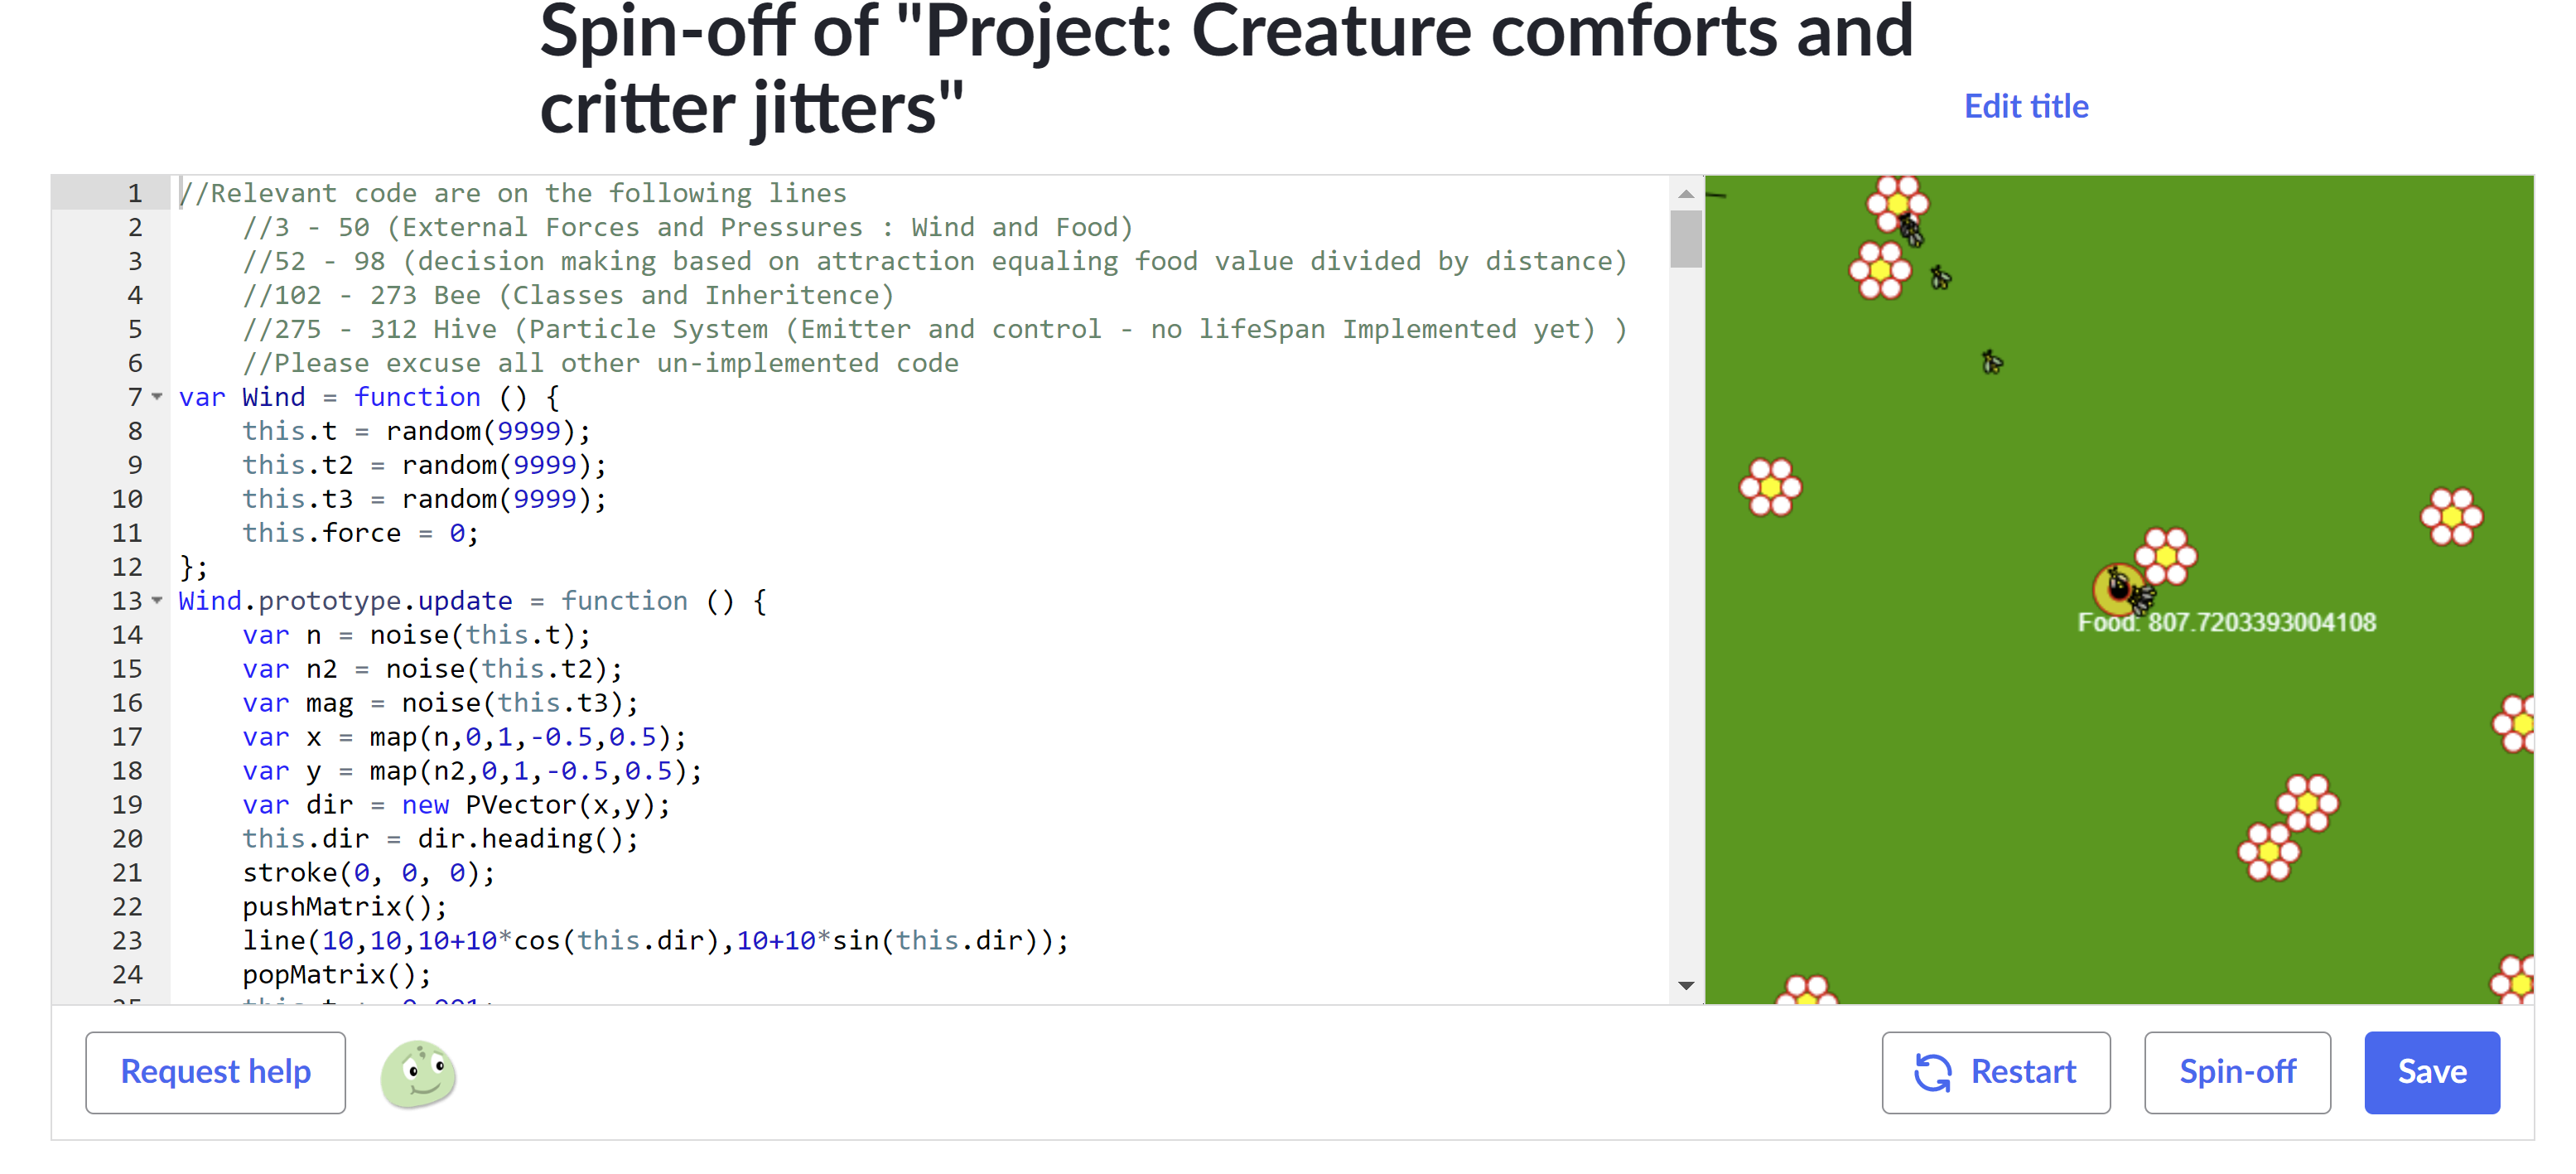 Spin-off of "Project: Creature comforts and
critter jitters"
Edit title
1 //Relevant code are on the following lines
2     //3 - 50 (External Forces and Pressures : Wind and Food)
3     //52 - 98 (decision making based on attraction equaling food value divided by distance)
4     //102 - 273 Bee (Classes and Inheritence)
5     //275 - 312 Hive (Particle System (Emitter and control - no lifeSpan Implemented yet) )
6     //Please excuse all other un-implemented code
7 var Wind = function () {
8     this.t = random(9999);
9     this.t2 = random(9999);
10     this.t3 = random(9999);
11     this.force = 0;
12 };
13 Wind.prototype.update = function () {
14     var n = noise(this.t);
15     var n2 = noise(this.t2);
16     var mag = noise(this.t3);
17     var x = map(n,0,1,-0.5,0.5);
18     var y = map(n2,0,1,-0.5,0.5);
19     var dir = new PVector(x,y);
20     this.dir = dir.heading();
21     stroke(0, 0, 0);
22     pushMatrix();
23     line(10,10,10+10*cos(this.dir),10+10*sin(this.dir));
24     popMatrix();
Food: 807.7203393004108
Request help
Restart
Spin-off
Save